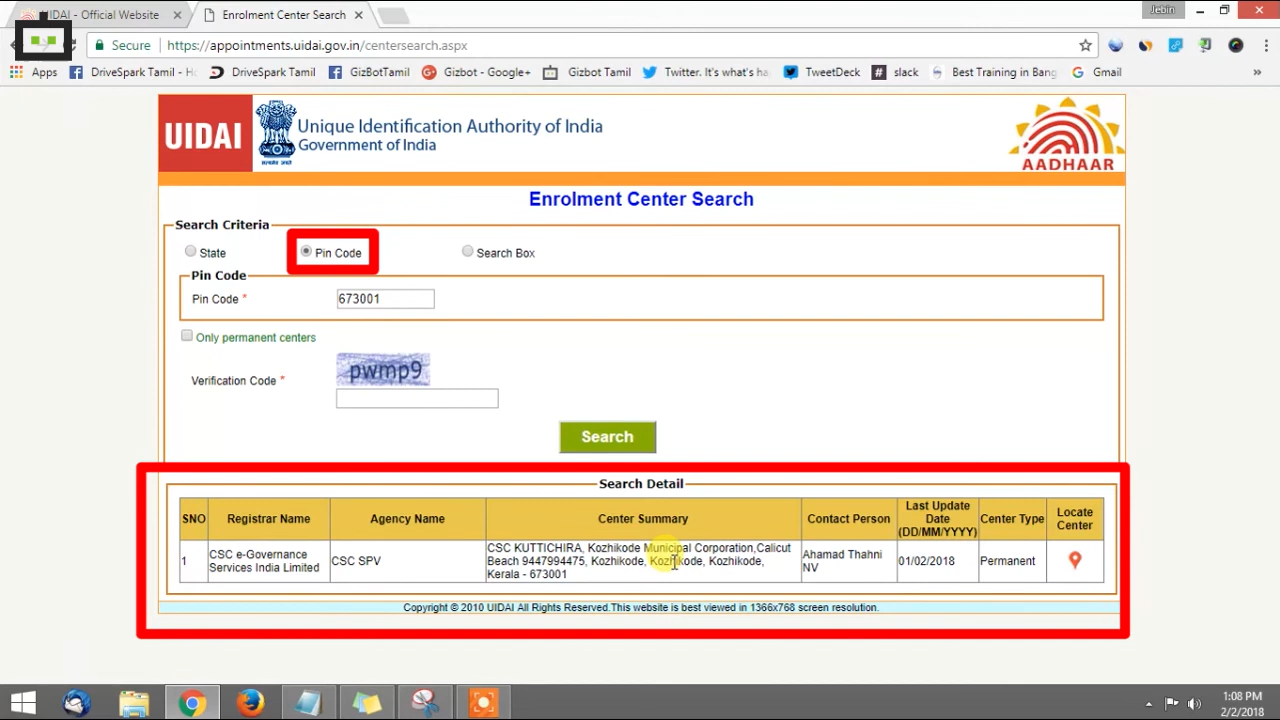 UIDAI - Official Website
Enrolment Center Search
Jebin
Secure
https://appointments.uidai.gov.in/centersearch.aspx
Apps
DriveSpark Tamil - H
DriveSpark Tamil
GizBotTamil
Gizbot - Google+
Gizbot Tamil
Twitter. It's what's ha
TweetDeck
slack
Best Training in Bang
Gmail
»
UIDAI
Unique Identification Authority of India
Government of India
AADHAAR
Enrolment Center Search
Search Criteria
State
Pin Code
Search Box
Pin Code
Pin Code *
673001
Only permanent centers
pwmp9
Verification Code *
Search
Search Detail
SNO
Registrar Name
Agency Name
Center Summary
Contact Person
Last Update
Date
(DD/MM/YYYY)
Center Type
Locate
Center
1
CSC e-Governance
Services India Limited
CSC SPV
CSC KUTTICHIRA, Kozhikode Municipal Corporation,Calicut
Beach 9447994475, Kozhikode, Kozhikode, Kozhikode,
Kerala - 673001
Ahamad Thahni
NV
01/02/2018
Permanent
Copyright © 2010 UIDAI All Rights Reserved.This website is best viewed in 1366x768 screen resolution.
1:08 PM
2/2/2018